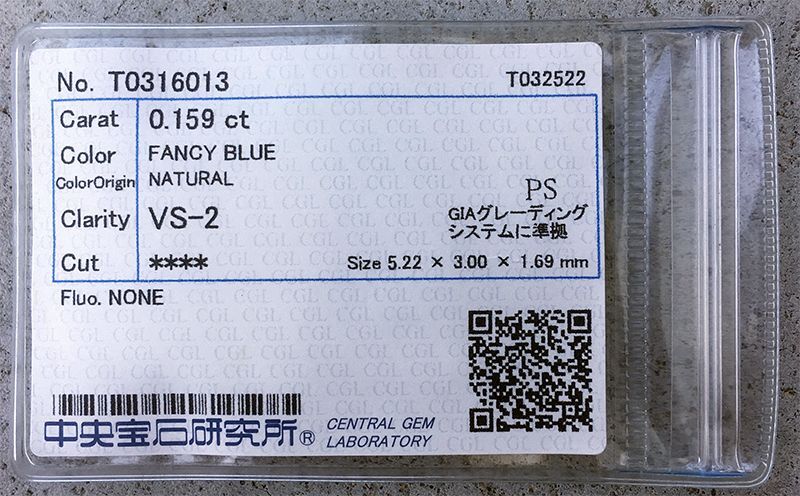 No. T0316013 T032522
Carat 0.159 ct
Color FANCY BLUE
ColorOrigin NATURAL
Clarity VS-2
PS
GIAグレーディング
システムに準拠
Cut **** Size 5.22 × 3.00 × 1.69 mm
Fluo. NONE
中央宝石研究所® CENTRAL GEM
LABORATORY